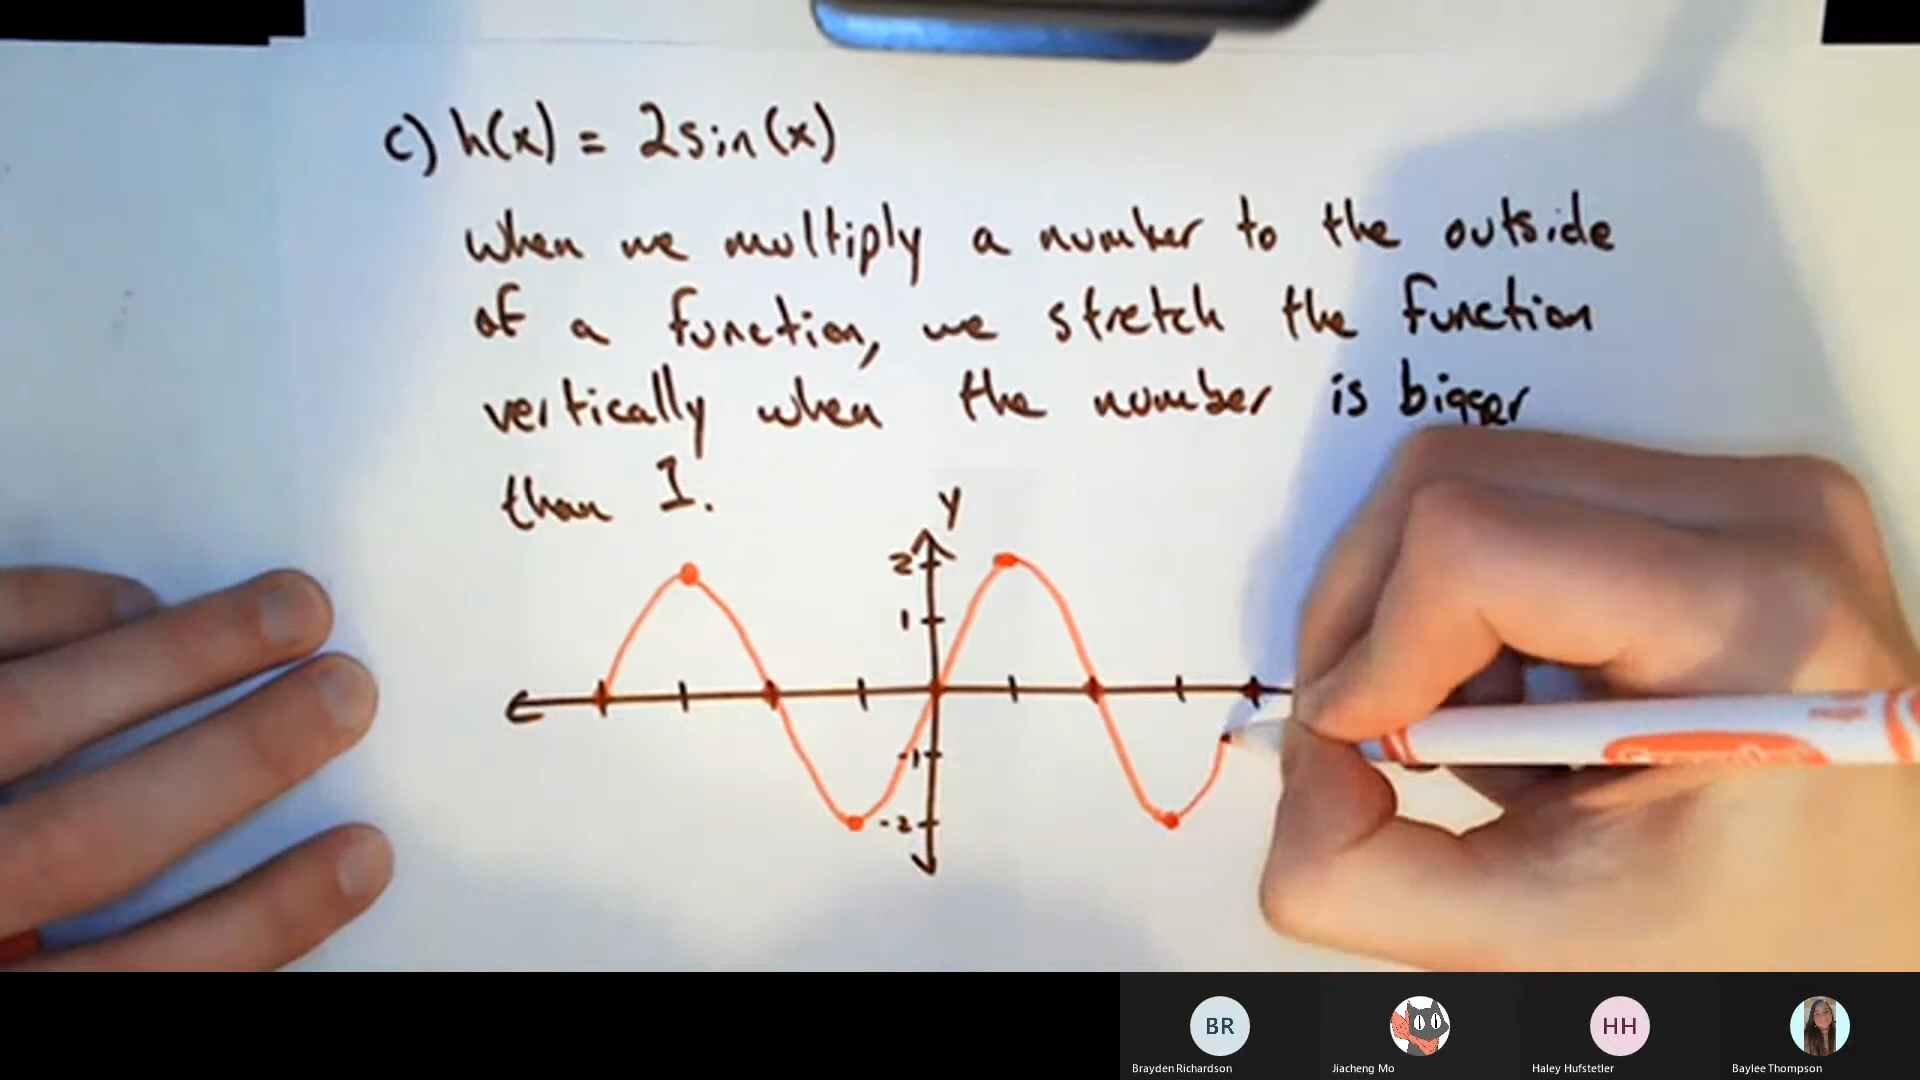 c) h(x) = 2sin(x)
When we multiply a number to the outside
of a function, we stretch the function
vertically when the number is bigger
than 1.
y
2
1
-1
-2
BR
HH
Brayden Richardson
Jiacheng Mo
Haley Hufstetler
Baylee Thompson